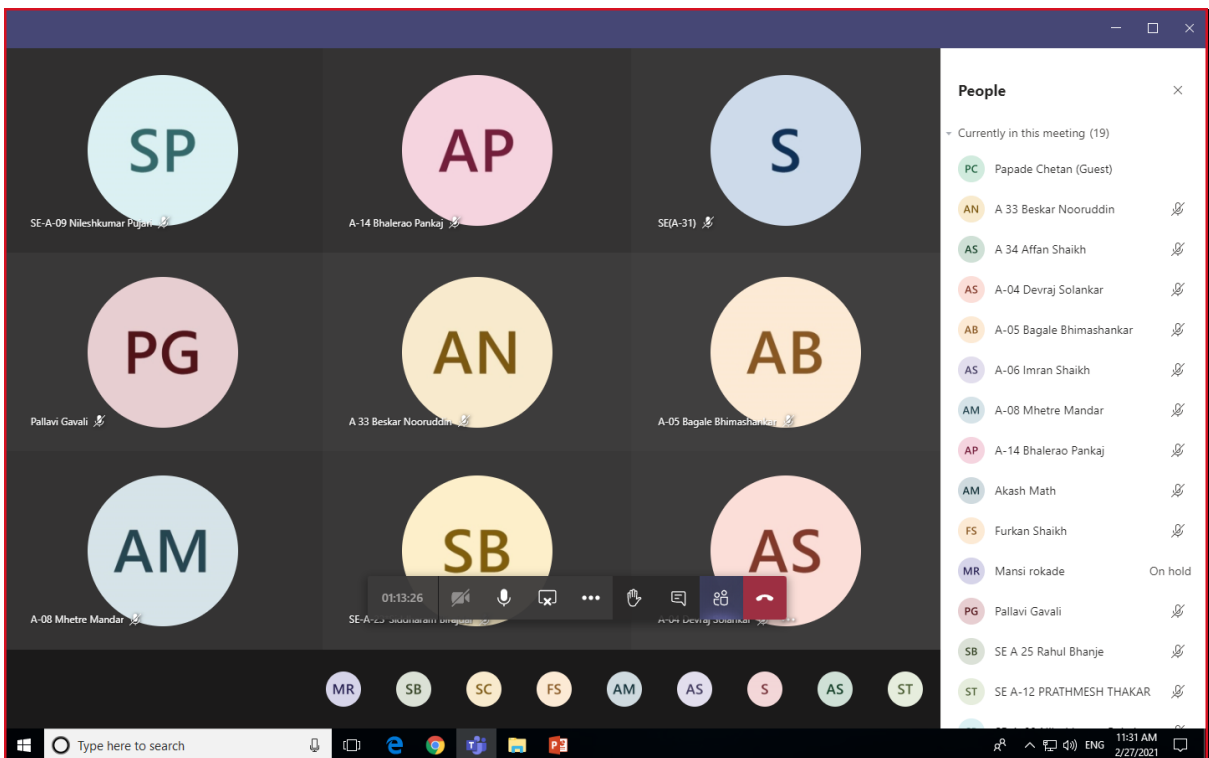 People
Currently in this meeting (19)
SP
SE-A-09 Nileshkumar Pujari
AP
A-14 Bhalerao Pankaj
S
SE(A-31)
PG
Pallavi Gavali
AN
A 33 Beskar Nooruddin
AB
A-05 Bagale Bhimashankar
AM
A-08 Mhetre Mandar
SB
AS
A-04 Devraj Solankar
01:13:26
MR SB SC FS AM AS S AS ST
PC Papade Chetan (Guest)
AN A 33 Beskar Nooruddin
AS A 34 Affan Shaikh
AS A-04 Devraj Solankar
AB A-05 Bagale Bhimashankar
AS A-06 Imran Shaikh
AM A-08 Mhetre Mandar
AP A-14 Bhalerao Pankaj
AM Akash Math
FS Furkan Shaikh
MR Mansi rokade On hold
PG Pallavi Gavali
SB SE A 25 Rahul Bhanje
ST SE A-12 PRATHMESH THAKAR
Type here to search
ENG
11:31 AM
2/27/2021